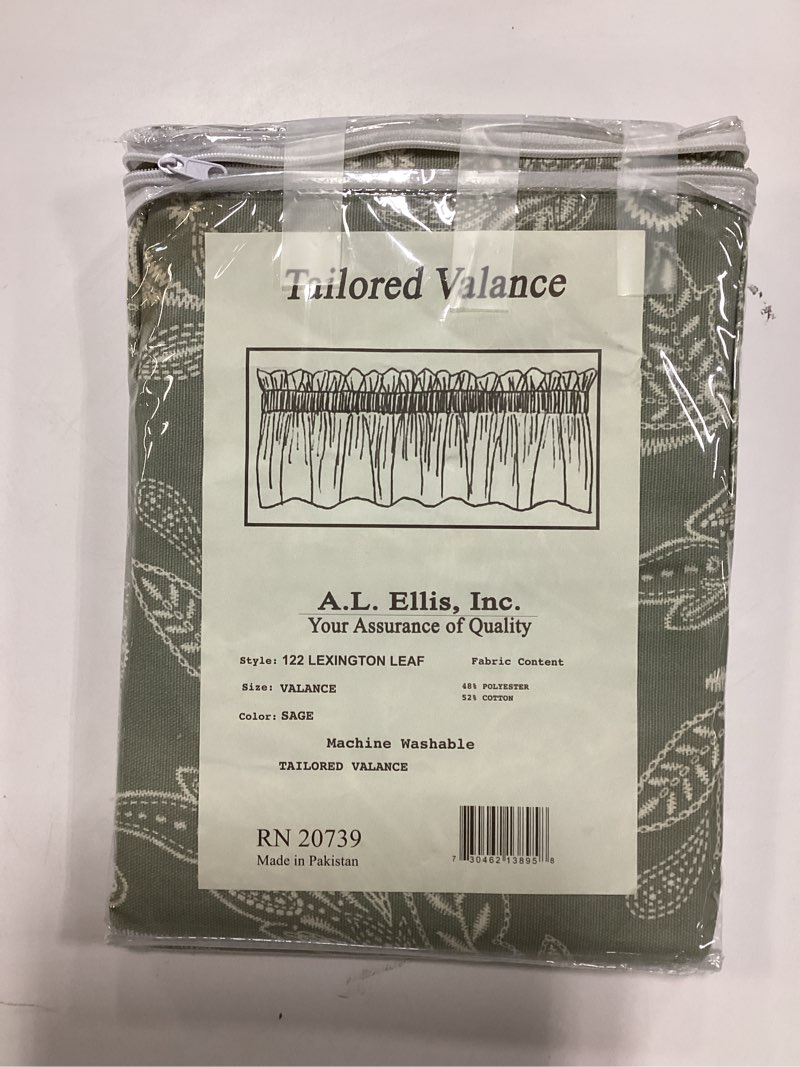 Tailored Valance
A.L. Ellis, Inc.
Your Assurance of Quality
Style: 122 LEXINGTON LEAF
Fabric Content
Size: VALANCE
48% POLYESTER
52% COTTON
Color: SAGE
Machine Washable
TAILORED VALANCE
RN 20739
Made in Pakistan
7 30462 13895 8